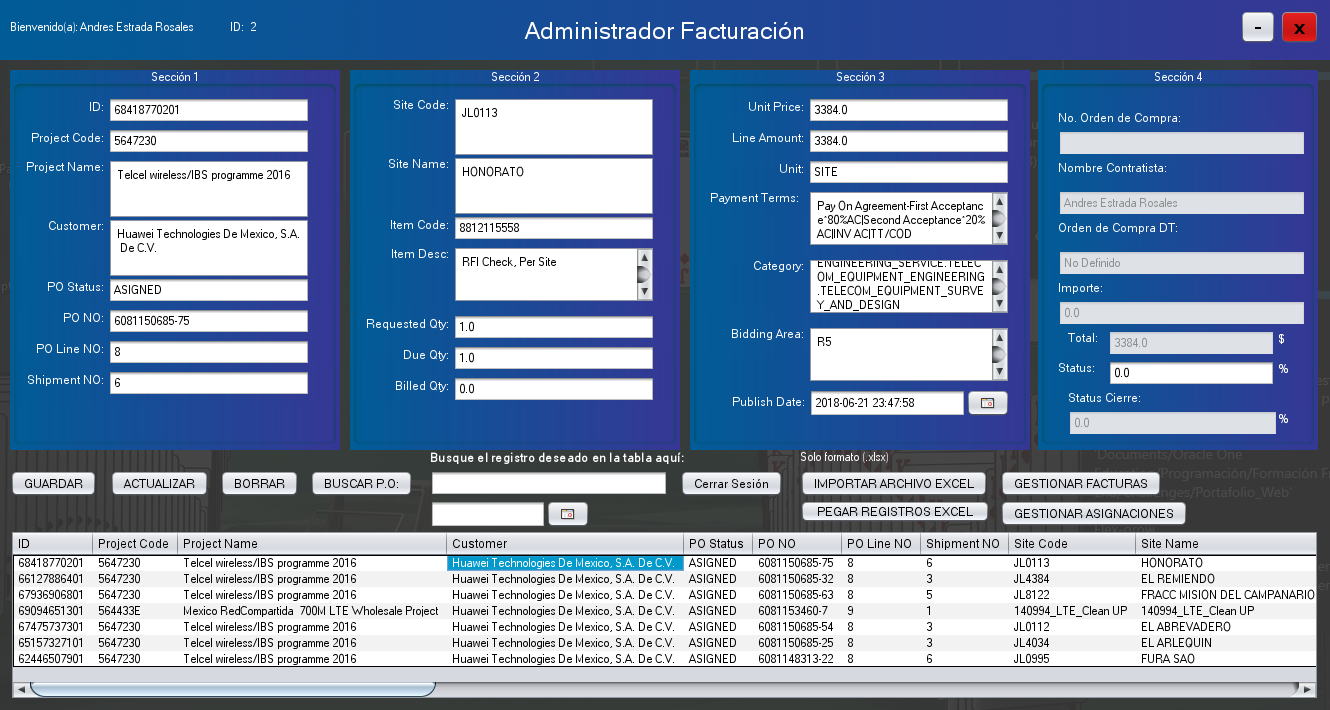 Bienvenido(a): Andres Estrada Rosales ID: 2
Administrador Facturación
- x
Sección 1
ID: 68418770201
Project Code: 5647230
Project Name: Telcel wireless/IBS programme 2016
Customer: Huawei Technologies De Mexico, S.A.
De C.V.
PO Status: ASIGNED
PO NO: 6081150685-75
PO Line NO: 8
Shipment NO: 6
Sección 2
Site Code: JL0113
Site Name: HONORATO
Item Code: 8812115558
Item Desc: RFI Check, Per Site
Requested Qty: 1.0
Due Qty: 1.0
Billed Qty: 0.0
Sección 3
Unit Price: 3384.0
Line Amount: 3384.0
Unit: SITE
Payment Terms: Pay On Agreement-First Acceptanc
e*80%AC|Second Acceptance*20%
AC|INV AC|TT/COD
Category: ENGINEERING_SERVICE.TELEC
OM_EQUIPMENT_ENGINEERING
.TELECOM_EQUIPMENT_SURVE
Y_AND_DESIGN
Bidding Area: R5
Publish Date: 2018-06-21 23:47:58
Sección 4
No. Orden de Compra:
Nombre Contratista:
Andres Estrada Rosales
Orden de Compra DT:
No Definido
Importe:
0.0
Total: 3384.0 $
Status: 0.0 %
Status Cierre:
0.0 %
Busque el registro deseado en la tabla aquí:
Solo formato (.xlsx)
'Documents/Oracle One
GUARDAR ACTUALIZAR BORRAR BUSCAR P.O: Cerrar Sesión IMPORTAR ARCHIVO EXCEL GESTIONAR FACTURAS
PEGAR REGISTROS EXCEL GESTIONAR ASIGNACIONES
ID Project Code Project Name Customer PO Status PO NO PO Line NO Shipment NO Site Code Site Name
68418770201 5647230 Telcel wireless/IBS programme 2016 Huawei Technologies De Mexico, S.A. De C.V. ASIGNED 6081150685-75 8 6 JL0113 HONORATO
66127886401 5647230 Telcel wireless/IBS programme 2016 Huawei Technologies De Mexico, S.A. De C.V. ASIGNED 6081150685-32 8 3 JL4384 EL REMIENDO
67936906801 5647230 Telcel wireless/IBS programme 2016 Huawei Technologies De Mexico, S.A. De C.V. ASIGNED 6081150685-63 8 5 JL8122 FRACC MISION DEL CAMPANARIO
69094651301 564433E Mexico RedCompartida 700M LTE Wholesale Project Huawei Technologies De Mexico, S.A. De C.V. ASIGNED 6081153460-7 9 1 140994_LTE_Clean UP 140994_LTE_Clean UP
67475737301 5647230 Telcel wireless/IBS programme 2016 Huawei Technologies De Mexico, S.A. De C.V. ASIGNED 6081150685-54 8 3 JL0112 EL ABREVADERO
65157327101 5647230 Telcel wireless/IBS programme 2016 Huawei Technologies De Mexico, S.A. De C.V. ASIGNED 6081150685-25 8 3 JL4034 EL ARLEQUIN
62446507901 5647230 Telcel wireless/IBS programme 2016 Huawei Technologies De Mexico, S.A. De C.V. ASIGNED 6081148313-22 8 6 JL0995 FURA SAO